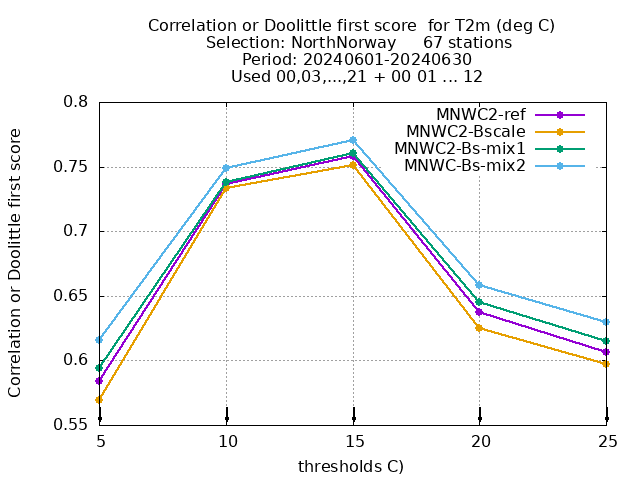 Correlation or Doolittle first score  for T2m (deg C)
Selection: NorthNorway     67 stations
Period: 20240601-20240630
Used 00,03,...,21 + 00 01 ... 12
MNWC2-ref
MNWC2-Bscale
MNWC2-Bs-mix1
MNWC-Bs-mix2
Correlation or Doolittle first score
0.8
0.75
0.7
0.65
0.6
0.55
5 10 15 20 25
thresholds C)